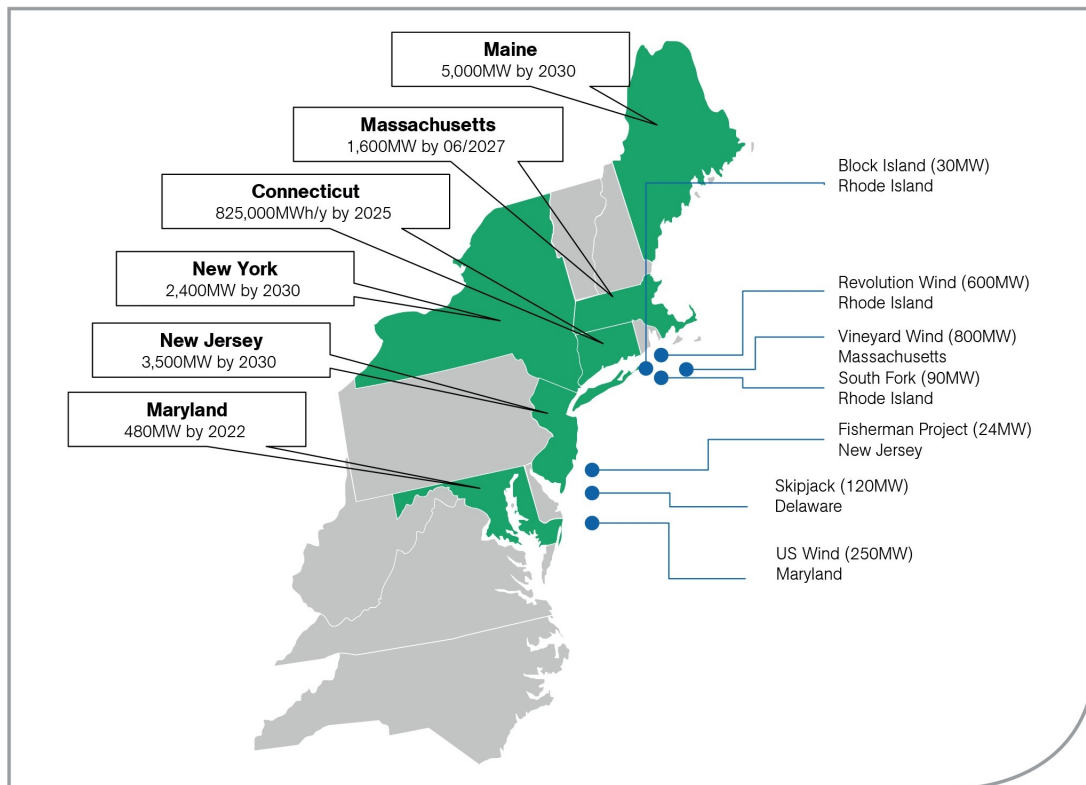 Maine
5,000MW by 2030
Massachusetts
1,600MW by 06/2027
Connecticut
825,000MWh/y by 2025
New York
2,400MW by 2030
New Jersey
3,500MW by 2030
Maryland
480MW by 2022
Block Island (30MW)
Rhode Island
Revolution Wind (600MW)
Rhode Island
Vineyard Wind (800MW)
Massachusetts
South Fork (90MW)
Rhode Island
Fisherman Project (24MW)
New Jersey
Skipjack (120MW)
Delaware
US Wind (250MW)
Maryland